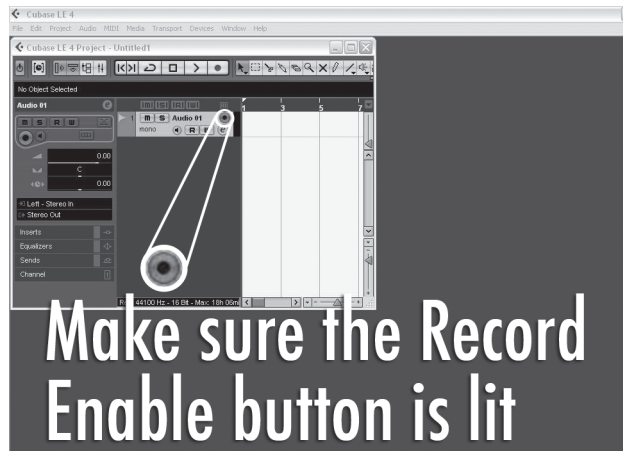 Cubase LE 4
File Edit Project Audio MIDI Media Transport Devices Window Help
Cubase LE 4 Project - Untitled1
No Object Selected
Audio 01
M S R W
1 3 5 7
M S R W
1 M S Audio 01
mono R W e
0.00
C
0.00
Left - Stereo In
Stereo Out
Inserts
Equalizers
Sends
Channel
44100 Hz - 16 Bit - Max: 18h 06mi
Make sure the Record
Enable button is lit